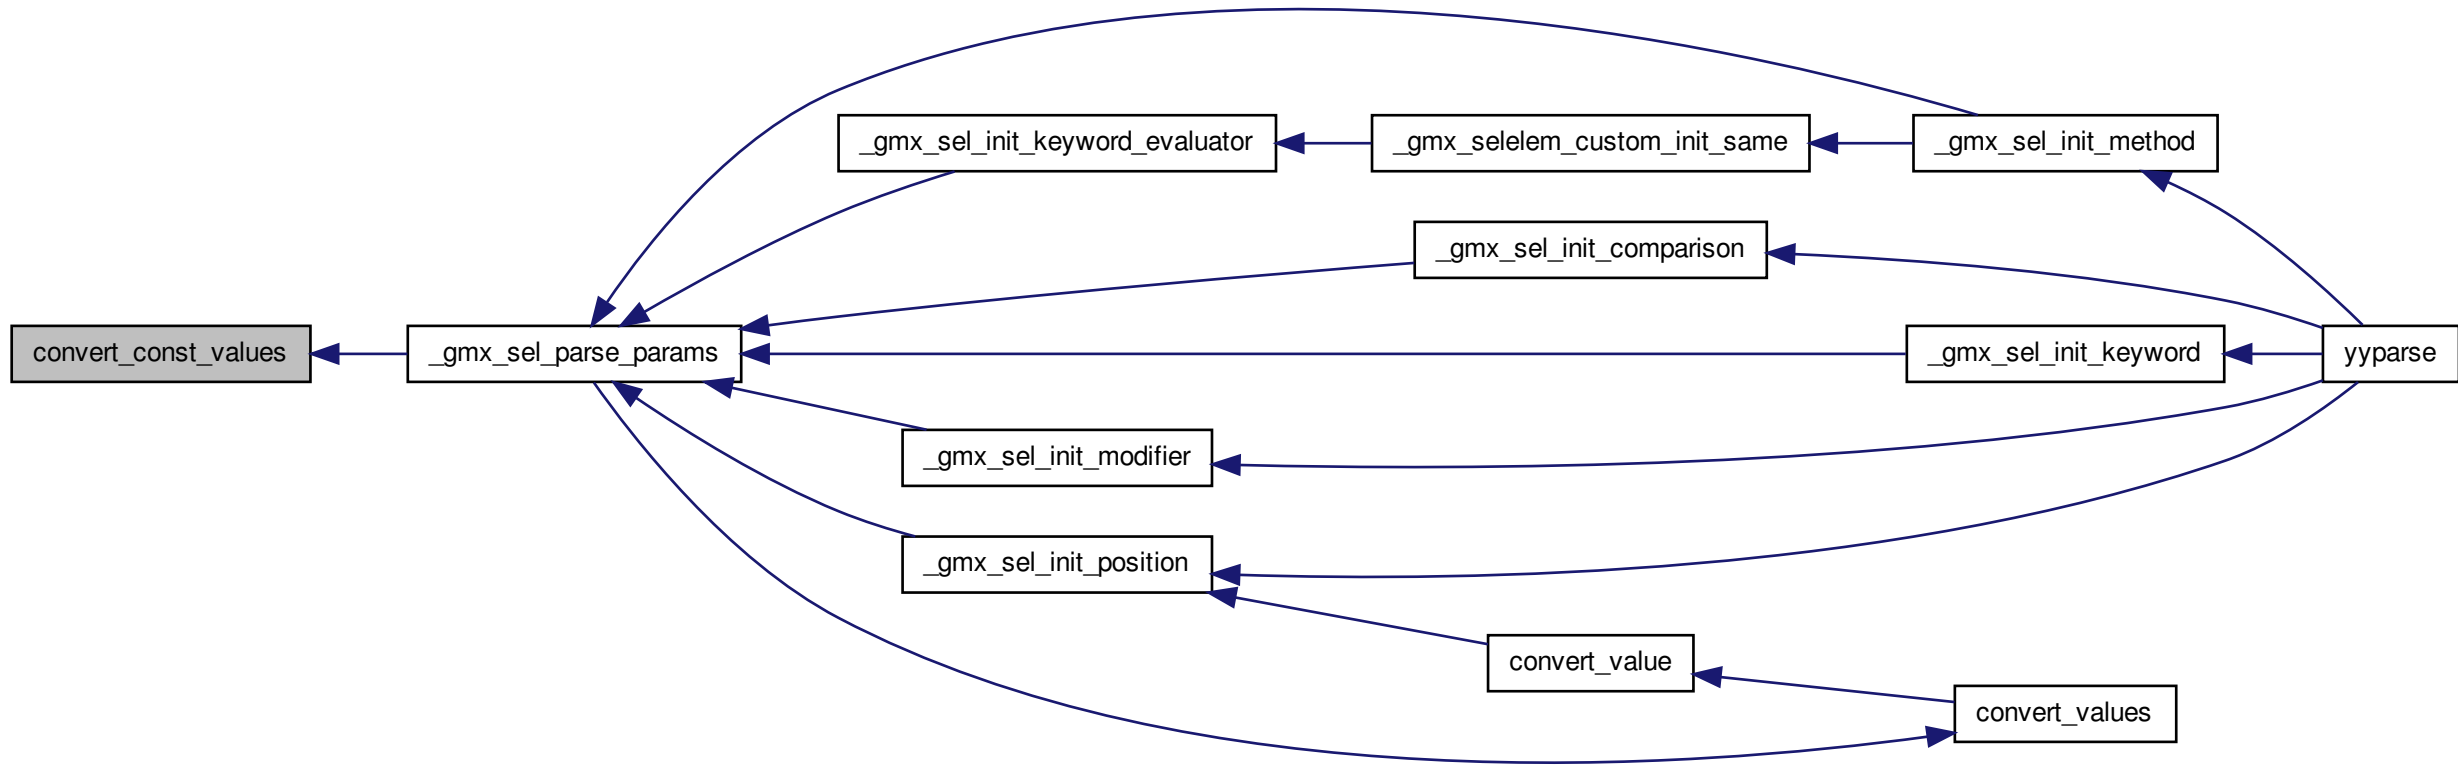 _gmx_sel_init_keyword_evaluator
_gmx_selelem_custom_init_same
_gmx_sel_init_method
_gmx_sel_init_comparison
convert_const_values
_gmx_sel_parse_params
_gmx_sel_init_keyword
yyparse
_gmx_sel_init_modifier
_gmx_sel_init_position
convert_value
convert_values